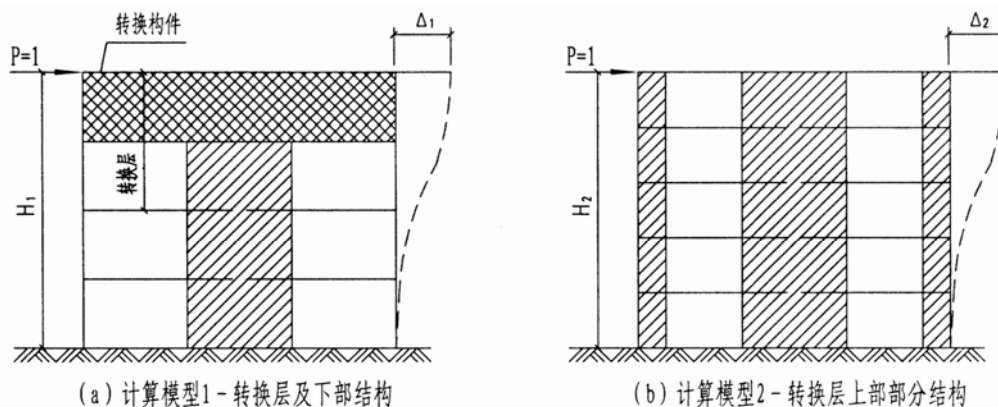 转换构件
Δ₁
P=1
转换层
H₁
(a) 计算模型1-转换层及下部结构
Δ₂
P=1
H₂
(b) 计算模型2-转换层上部部分结构